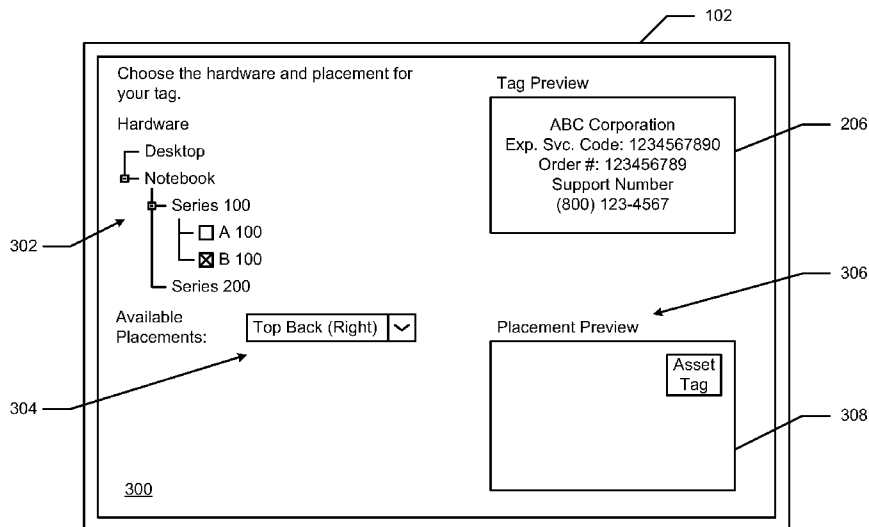 102
Choose the hardware and placement for
your tag.
Hardware
Desktop
Notebook
Series 100
A 100
B 100
Series 200
302
Available
Placements:
Top Back (Right)
304
300
Tag Preview
ABC Corporation
Exp. Svc. Code: 1234567890
Order #: 123456789
Support Number
(800) 123-4567
206
306
Placement Preview
Asset
Tag
308